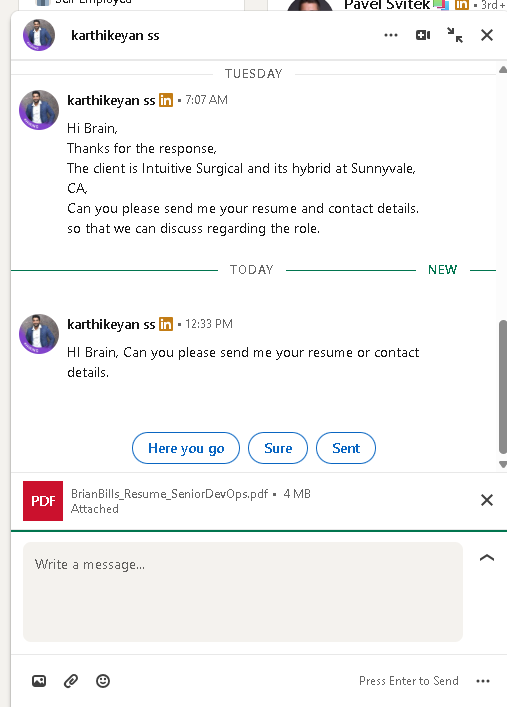 Self Employed
Pavel Svitek in • 3rd+
karthikeyan ss
TUESDAY
karthikeyan ss in • 7:07 AM
Hi Brain,
Thanks for the response,
The client is Intuitive Surgical and its hybrid at Sunnyvale,
CA,
Can you please send me your resume and contact details.
so that we can discuss regarding the role.
TODAY NEW
karthikeyan ss in • 12:33 PM
HI Brain, Can you please send me your resume or contact
details.
Here you go Sure Sent
PDF
BrianBills_Resume_SeniorDevOps.pdf • 4 MB
Attached
Write a message...
Press Enter to Send